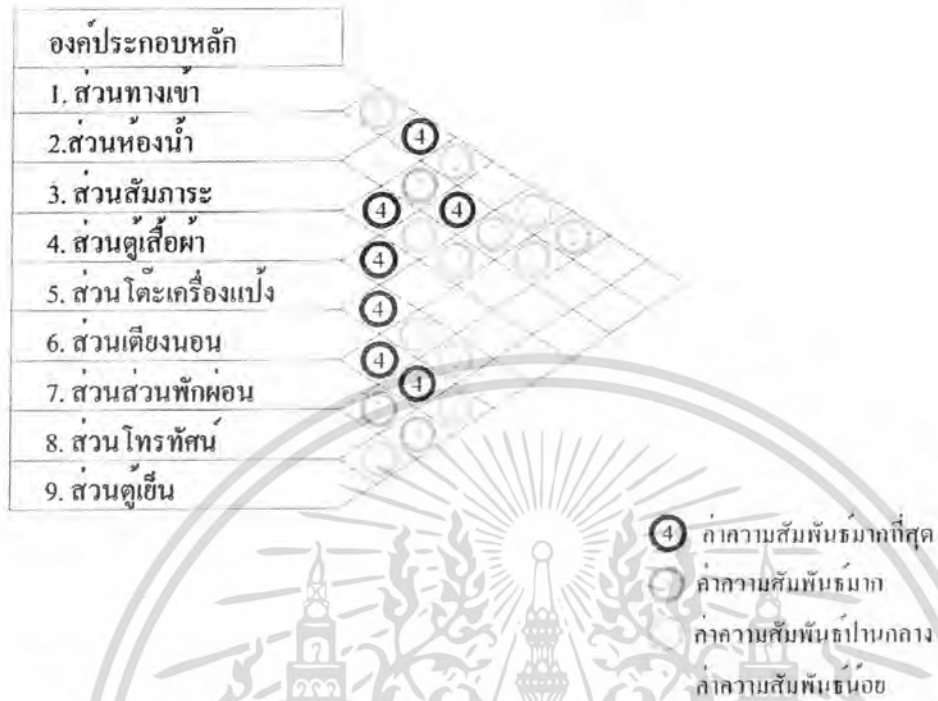 องค์ประกอบหลัก
1. ส่วนทางเข้า
2.ส่วนห้องน้ำ
3. ส่วนสัมภาระ
4. ส่วนตู้เสื้อผ้า
5. ส่วนโต๊ะเครื่องแป้ง
6. ส่วนเตียงนอน
7. ส่วนส่วนพักผ่อน
8. ส่วนโทรทัศน์
9. ส่วนตู้เย็น
4
4 4
4
4
4
4
4 ค่าความสัมพันธ์มากที่สุด
ค่าความสัมพันธ์มาก
ค่าความสัมพันธ์ปานกลาง
ค่าความสัมพันธ์น้อย